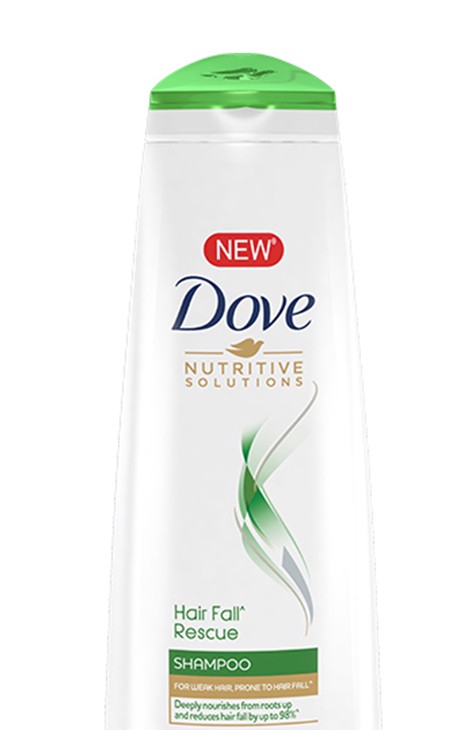 NEW®
Dove
NUTRITIVE
SOLUTIONS
Hair Fall^
Rescue
SHAMPOO
FOR WEAK HAIR, PRONE TO HAIR FALL^
Deeply nourishes from roots up
and reduces hair fall by up to 98%^